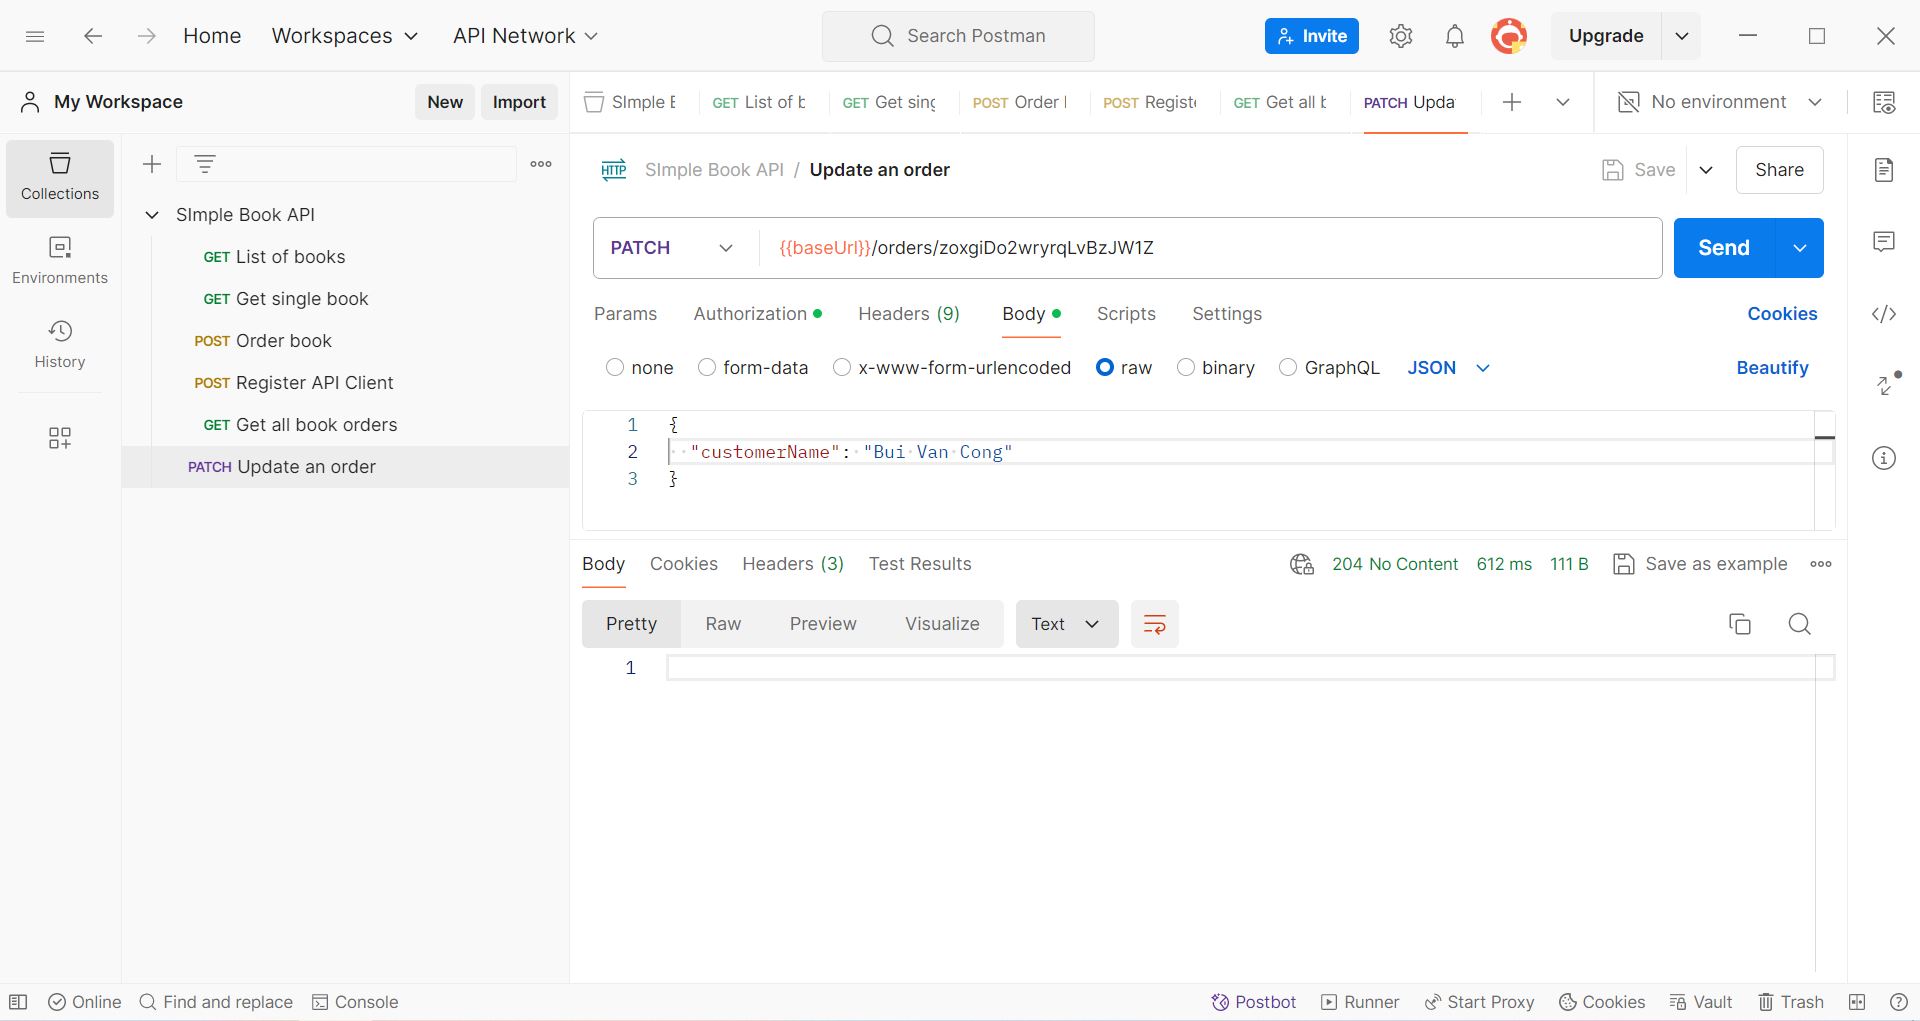 Home Workspaces API Network Search Postman Invite Upgrade
My Workspace New Import SImple B GET List of b GET Get sing POST Order POST Registe GET Get all b PATCH Upda No environment
Collections
Environments
History
SImple Book API
GET List of books
GET Get single book
POST Order book
POST Register API Client
GET Get all book orders
PATCH Update an order
HTTP SImple Book API / Update an order Save Share
PATCH {{baseUrl}}/orders/zoxgiDo2wryrqLvBzJW1Z Send
Params Authorization Headers (9) Body Scripts Settings Cookies
none form-data x-www-form-urlencoded raw binary GraphQL JSON Beautify
1 {
2 "customerName": "Bui Van Cong"
3 }
Body Cookies Headers (3) Test Results 204 No Content 612 ms 111 B Save as example
Pretty Raw Preview Visualize Text
1
Online Find and replace Console Postbot Runner Start Proxy Cookies Vault Trash